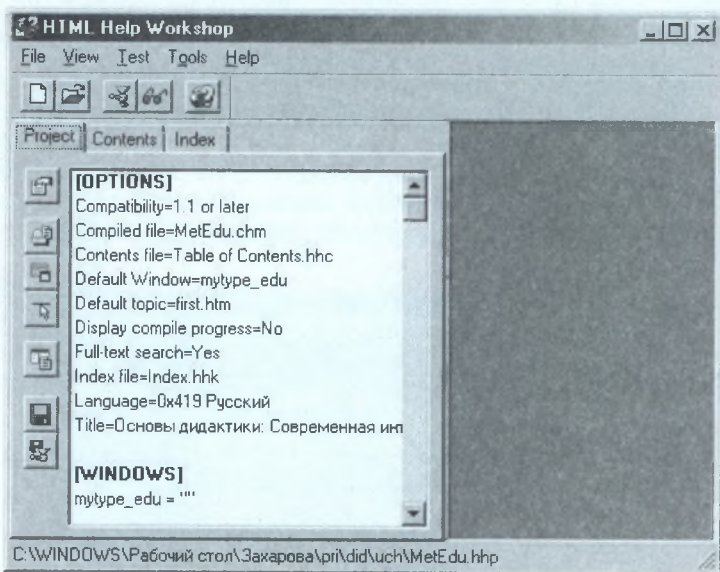 HTML Help Workshop
File View Test Tools Help
Project Contents Index
[OPTIONS]
Compatibility=1.1 or later
Compiled file=MetEdu.chm
Contents file=Table of Contents.hhc
Default Window=mytype_edu
Default topic=first.htm
Display compile progress=No
Full-text search=Yes
Index file=Index.hhk
Language=0x419 Русский
Title=Основы дидактики: Современная инт
[WINDOWS]
mytype_edu = ""
C:\WINDOWS\Рабочий стол\Захарова\pri\did\uch\MetEdu.hhp